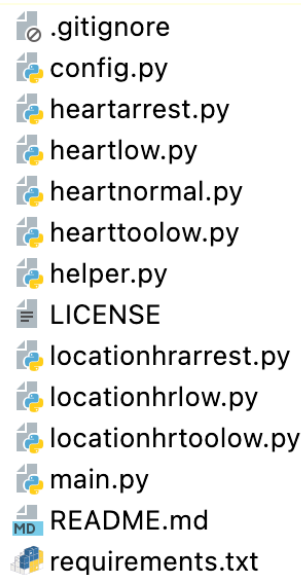 .gitignore
config.py
heartarrest.py
heartlow.py
heartnormal.py
hearttoolow.py
helper.py
LICENSE
locationhrarrest.py
locationhrlow.py
locationhrtoolow.py
main.py
MD README.md
requirements.txt